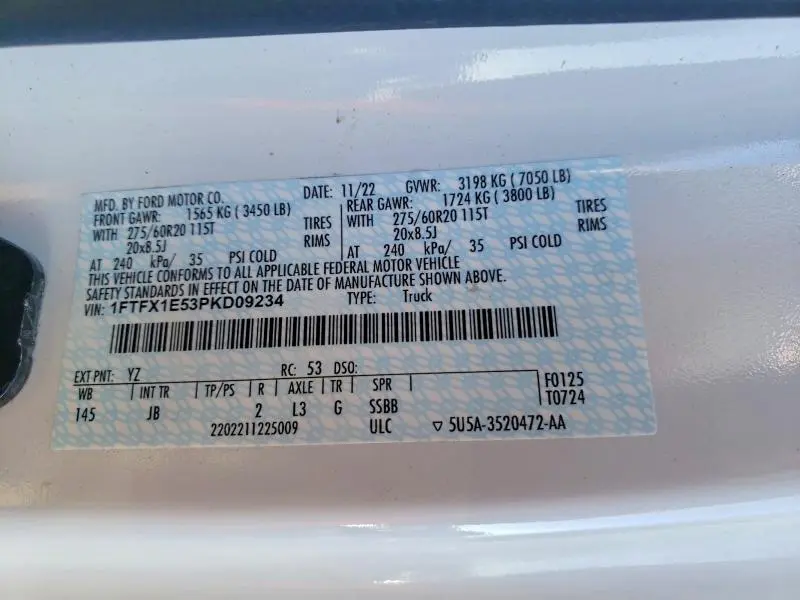 MFD. BY FORD MOTOR CO. DATE: 11/22 GVWR: 3198 KG ( 7050 LB)
FRONT GAWR: 1565 KG ( 3450 LB) REAR GAWR: 1724 KG ( 3800 LB)
WITH 275/60R20 115T TIRES WITH 275/60R20 115T TIRES
20x8.5J RIMS 20x8.5J RIMS
AT 240 kPa/ 35 PSI COLD AT 240 kPa/ 35 PSI COLD
THIS VEHICLE CONFORMS TO ALL APPLICABLE FEDERAL MOTOR VEHICLE
SAFETY STANDARDS IN EFFECT ON THE DATE OF MANUFACTURE SHOWN ABOVE.
VIN: 1FTFX1E53PKD09234 TYPE: Truck
EXT PNT: YZ RC: 53 DSO: F0125
WB INT TR TP/PS R AXLE TR SPR T0724
145 JB 2 L3 G SSBB
2202211225009 ULC ▽ 5U5A-3520472-AA